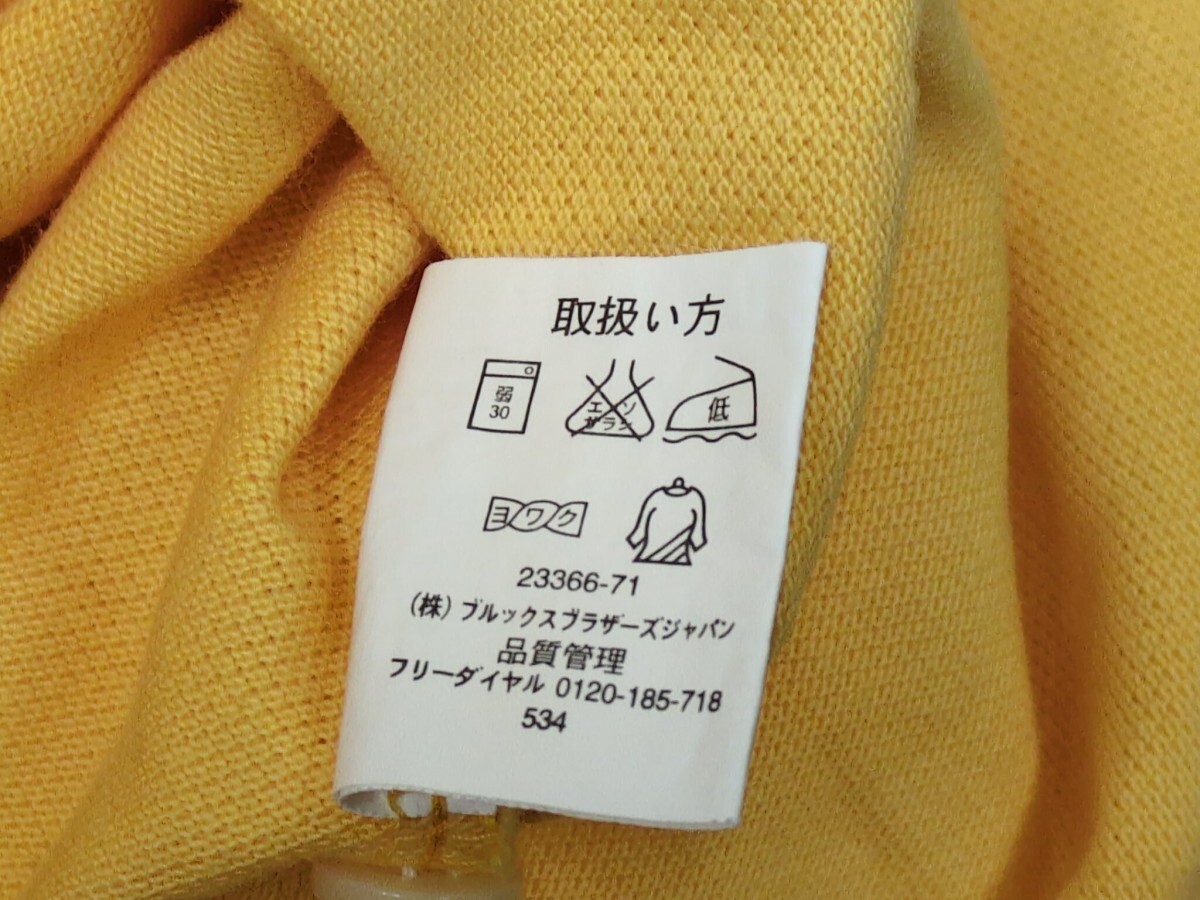 取扱い方
弱
30
エンソ
サラシ
低
ヨワク
23366-71
(株) ブルックスブラザーズジャパン
品質管理
フリーダイヤル 0120-185-718
534